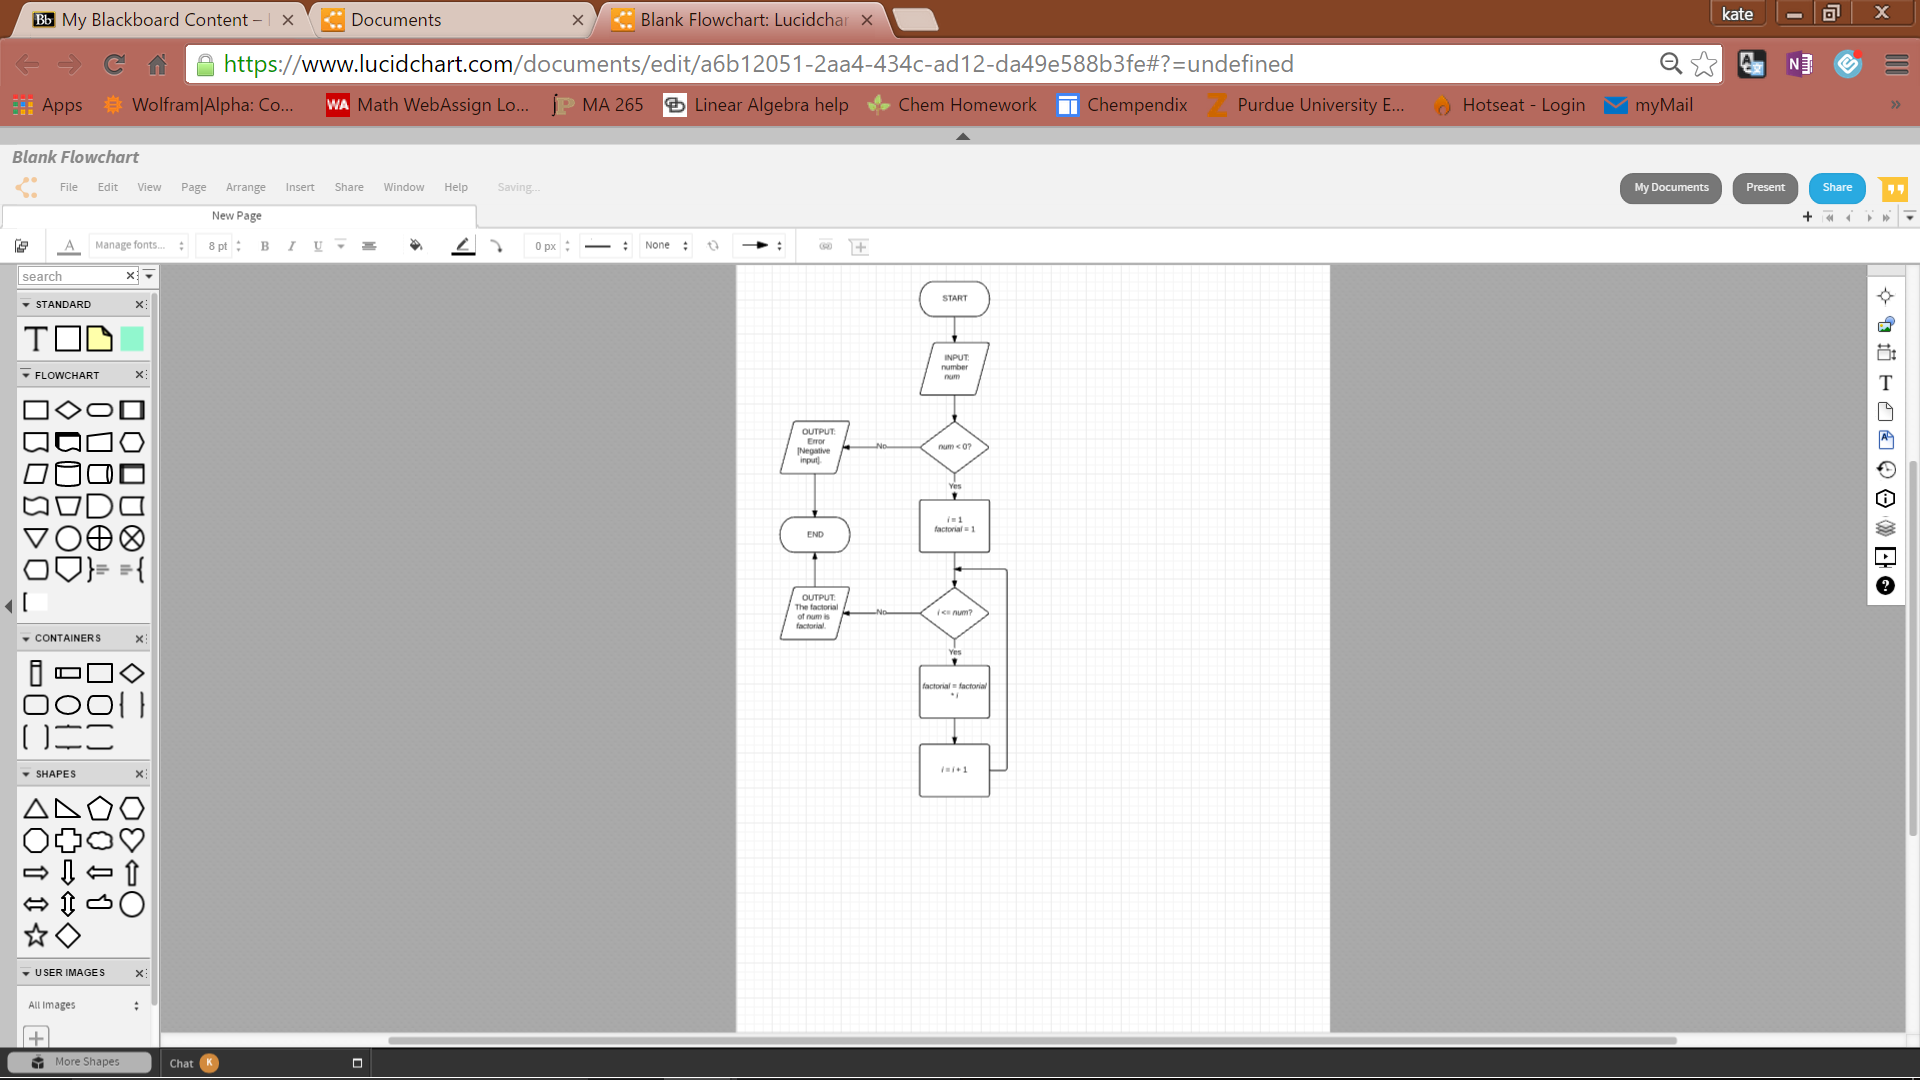 My Blackboard Content –
Documents
Blank Flowchart: Lucidchar
kate
https://www.lucidchart.com/documents/edit/a6b12051-2aa4-434c-ad12-da49e588b3fe#?=undefined
Apps
Wolfram|Alpha: Co...
Math WebAssign Lo...
MA 265
Linear Algebra help
Chem Homework
Chempendix
Purdue University E...
Hotseat - Login
myMail
Blank Flowchart
File Edit View Page Arrange Insert Share Window Help Saving...
My Documents Present Share
New Page
Manage fonts... 8 pt B I U 0 px None
search
STANDARD
FLOWCHART
CONTAINERS
SHAPES
USER IMAGES
All Images
More Shapes
Chat K
START
INPUT:
number
num
num < 0?
No
OUTPUT:
Error
[Negative
input].
Yes
i = 1
factorial = 1
END
i <= num?
No
OUTPUT:
The factorial
of num is
factorial.
Yes
factorial = factorial
* i
i = i + 1